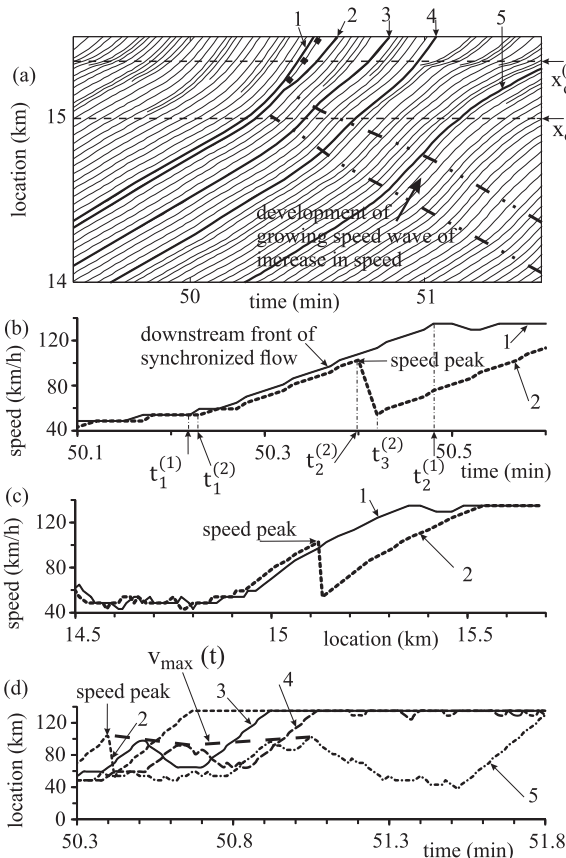 1 2 3 4 5
(a)
15
14
location (km)
development of
growing speed wave of
increase in speed
50 51
time (min)
(b)
120
80
40
speed (km/h)
downstream front of
synchronized flow
speed peak
1
2
50.1 50.3 50.5
t₁⁽¹⁾ t₁⁽²⁾ t₂⁽²⁾ t₃⁽²⁾ t₂⁽¹⁾
time (min)
(c)
120
80
40
speed (km/h)
speed peak
1
2
14.5 15 15.5
location (km)
vmax (t)
(d)
speed peak
2 3 4
5
120
80
40
0
location (km)
50.3 50.8 51.3 51.8
time (min)